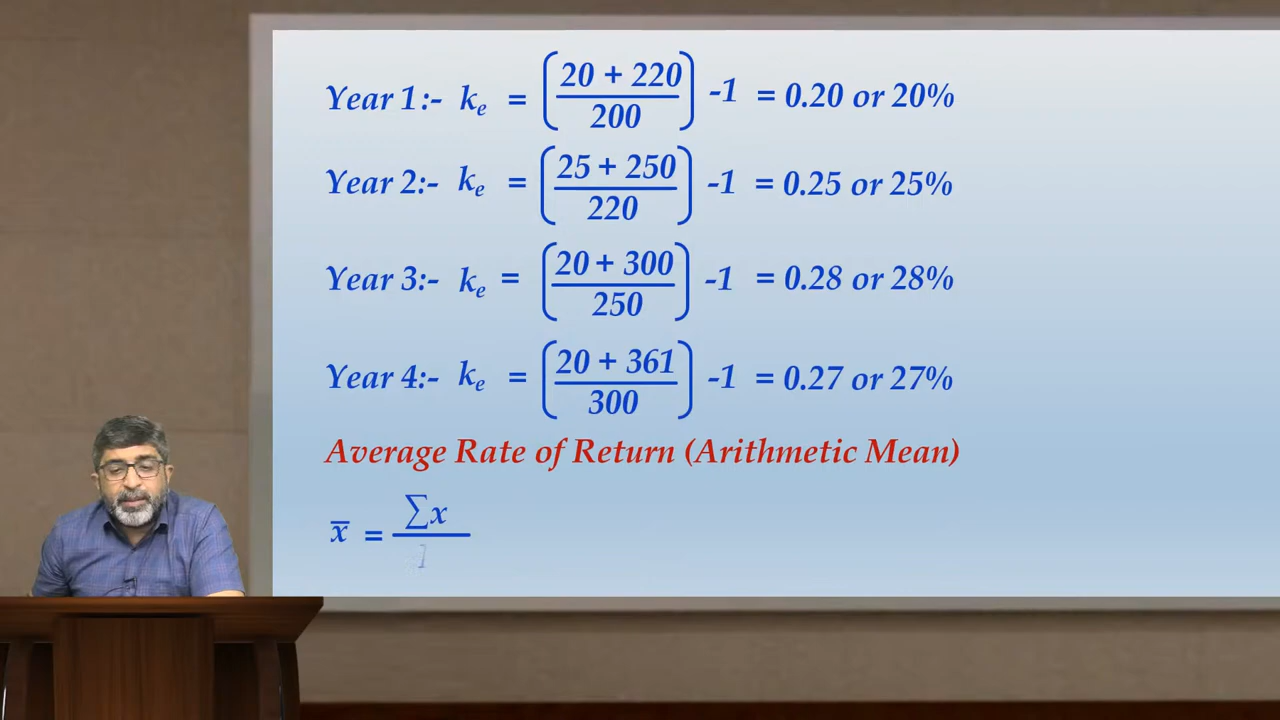 Year 1:- kₑ = (20 + 220 / 200) -1 = 0.20 or 20%
Year 2:- kₑ = (25 + 250 / 220) -1 = 0.25 or 25%
Year 3:- kₑ = (20 + 300 / 250) -1 = 0.28 or 28%
Year 4:- kₑ = (20 + 361 / 300) -1 = 0.27 or 27%
Average Rate of Return (Arithmetic Mean)
x̅ = ∑x